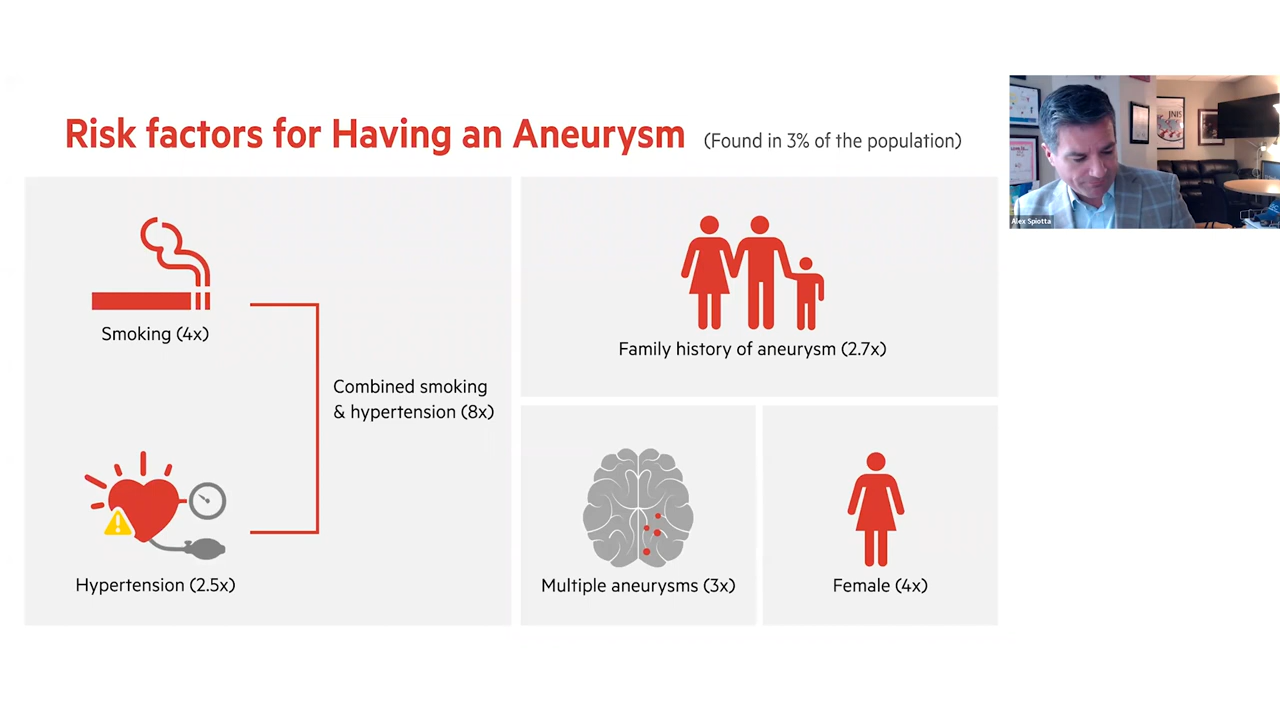 Risk factors for Having an Aneurysm (Found in 3% of the population)
Smoking (4x)
Combined smoking
& hypertension (8x)
Hypertension (2.5x)
Family history of aneurysm (2.7x)
Multiple aneurysms (3x)
Female (4x)
JNIS
Alex Spiotta